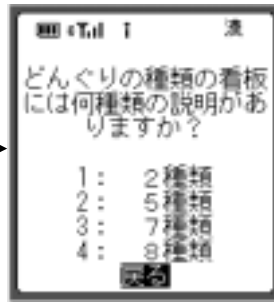 どんぐりの種類の看板
には何種類の説明があ
りますか？
1： 2種類
2： 5種類
3： 7種類
4： 8種類
戻る